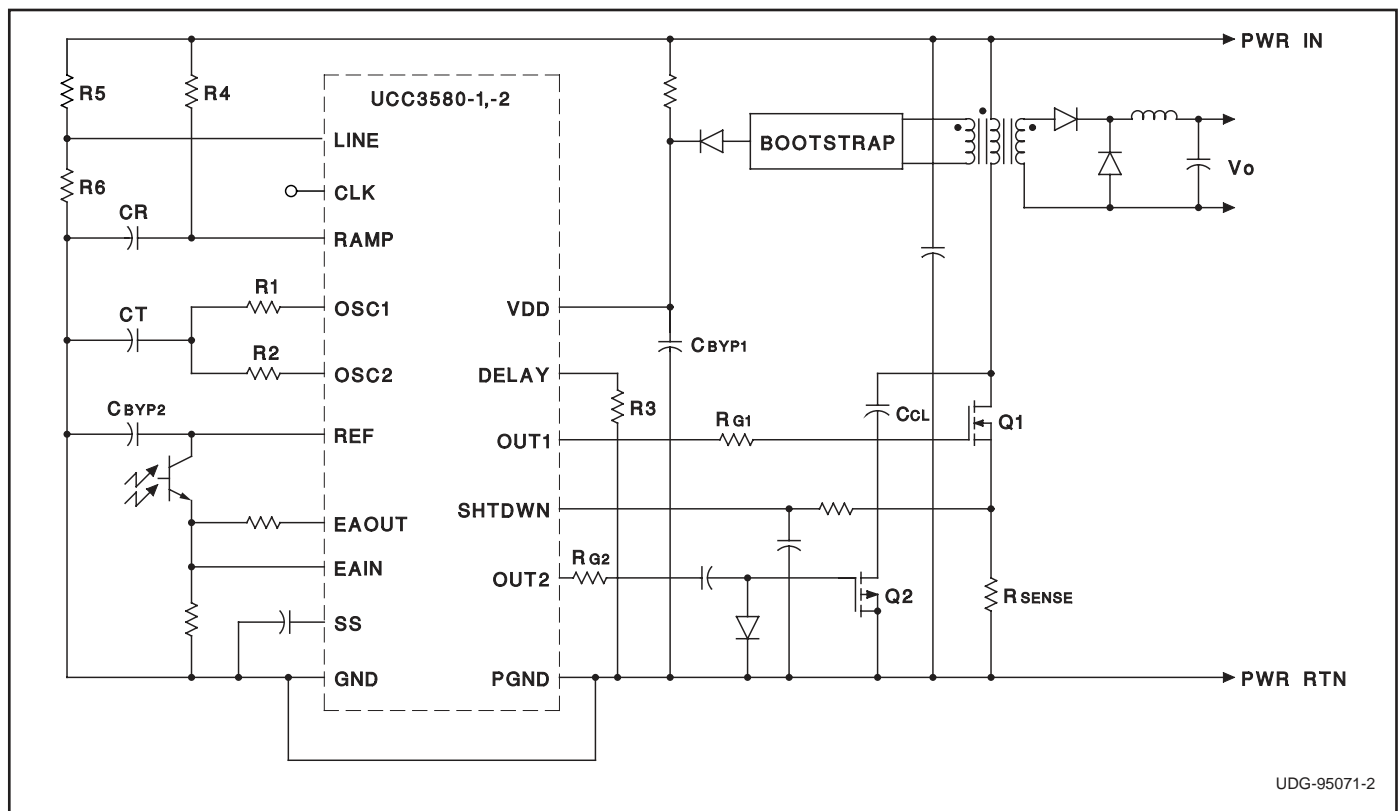 PWR IN
R5
R4
UCC3580-1,-2
LINE
BOOTSTRAP
Vo
R6
CLK
CR
RAMP
R1
CT
OSC1
VDD
R2
CBYP1
OSC2
DELAY
CBYP2
R3
CCL
REF
RG1
Q1
OUT1
SHTDWN
EAOUT
RG2
EAIN
OUT2
Q2
RSENSE
SS
GND
PGND
PWR RTN
UDG-95071-2